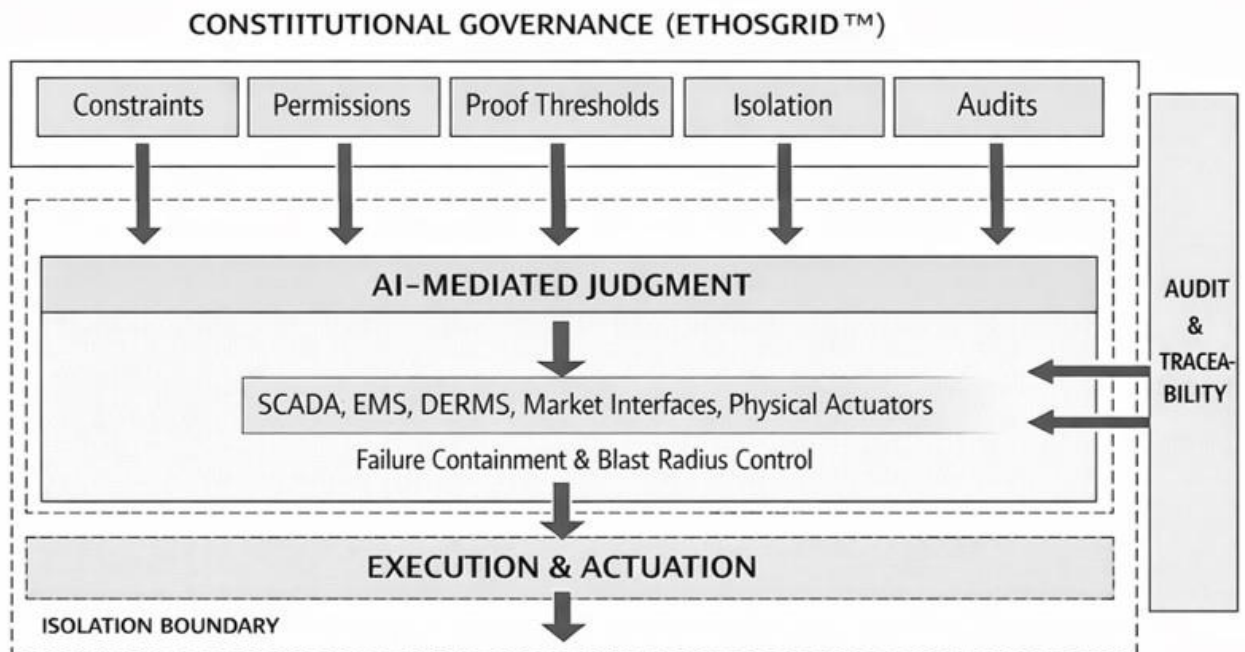 CONSTIITUTIONAL GOVERNANCE (ETHOSGRID™)
Constraints
Permissions
Proof Thresholds
Isolation
Audits
AI-MEDIATED JUDGMENT
SCADA, EMS, DERMS, Market Interfaces, Physical Actuators
Failure Containment & Blast Radius Control
EXECUTION & ACTUATION
ISOLATION BOUNDARY
AUDIT
&
TRACEA-
BILITY